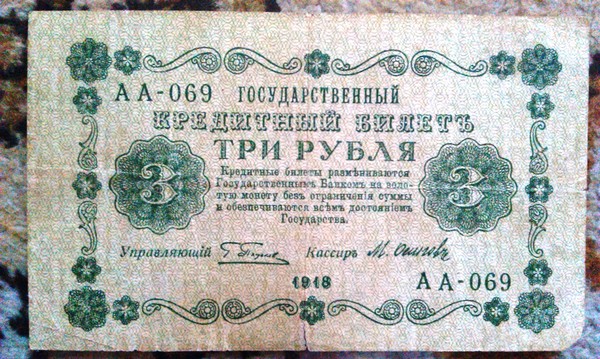 АА-069 ГОСУДАРСТВЕННЫЙ
КРЕДИТНЫЙ БИЛЕТЪ
ТРИ РУБЛЯ
3 3
Кредитные билеты размѣниваются
Государственнымъ Банкомъ на золо-
тую монету безъ ограниченія суммы
и обезпечиваются всѣмъ достояніемъ
Государства.
Управляющій Кассиръ
1918
АА-069